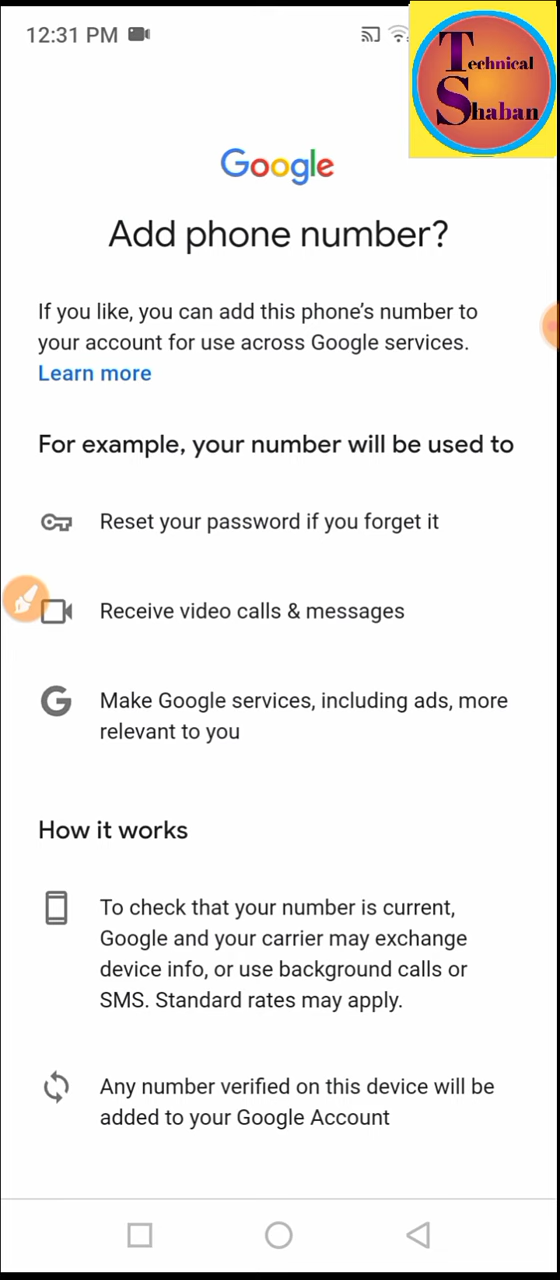 12:31 PM
Technical
Shaban
Google
Add phone number?
If you like, you can add this phone’s number to
your account for use across Google services.
Learn more
For example, your number will be used to
Reset your password if you forget it
Receive video calls & messages
Make Google services, including ads, more
relevant to you
How it works
To check that your number is current,
Google and your carrier may exchange
device info, or use background calls or
SMS. Standard rates may apply.
Any number verified on this device will be
added to your Google Account